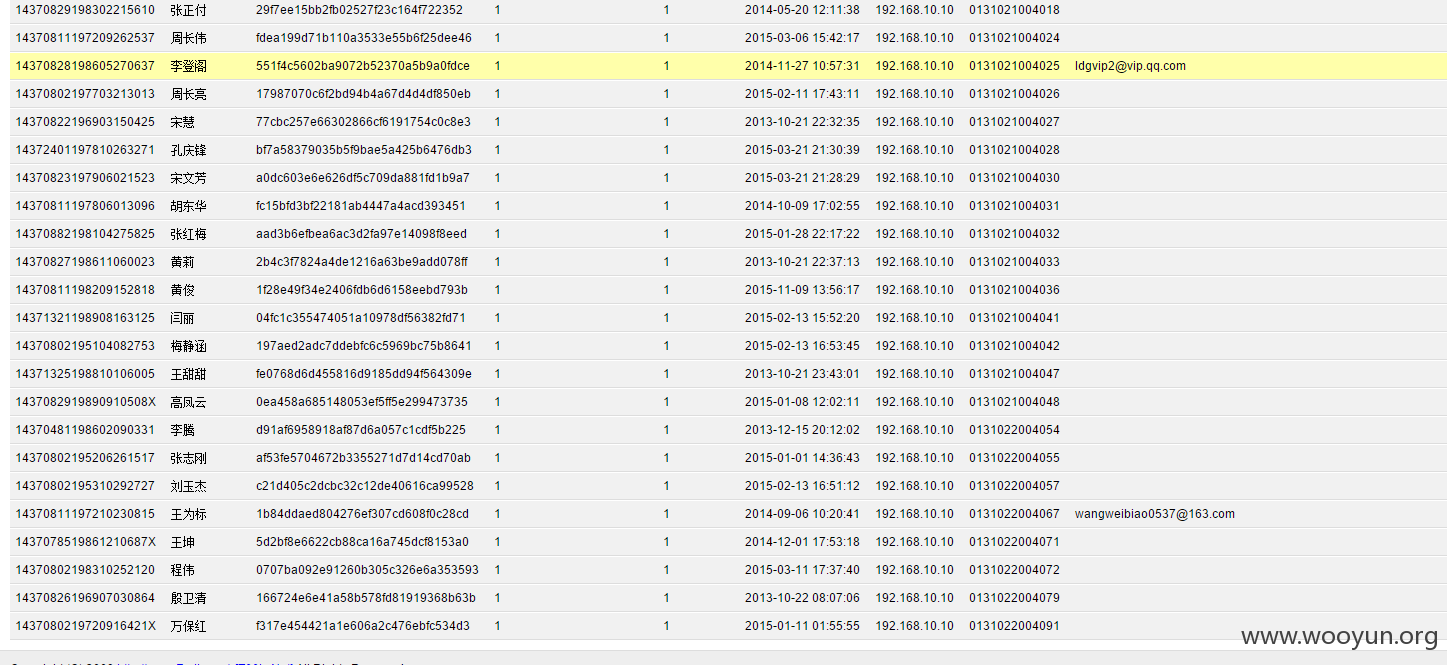 14370829198302215610 张正付 29f7ee15bb2fb02527f23c164f722352 1 1 2014-05-20 12:11:38 192.168.10.10 0131021004018
14370811197209262537 周长伟 fdea199d71b110a3533e55b6f25dee46 1 1 2015-03-06 15:42:17 192.168.10.10 0131021004024
14370828198605270637 李登阁 551f4c5602ba9072b52370a5b9a0fdce 1 1 2014-11-27 10:57:31 192.168.10.10 0131021004025 ldgvip2@vip.qq.com
14370802197703213013 周长亮 17987070c6f2bd94b4a67d4d4df850eb 1 1 2015-02-11 17:43:11 192.168.10.10 0131021004026
14370822196903150425 宋慧 77cbc257e66302866cf6191754c0c8e3 1 1 2013-10-21 22:32:35 192.168.10.10 0131021004027
14372401197810263271 孔庆锋 bf7a58379035b5f9bae5a425b6476db3 1 1 2015-03-21 21:30:39 192.168.10.10 0131021004028
14370823197906021523 宋文芳 a0dc603e6e626df5c709da881fd1b9a7 1 1 2015-03-21 21:28:29 192.168.10.10 0131021004030
14370811197806013096 胡东华 fc15bfd3bf22181ab4447a4acd393451 1 1 2014-10-09 17:02:55 192.168.10.10 0131021004031
14370882198104275825 张红梅 aad3b6efbea6ac3d2fa97e14098f8eed 1 1 2015-01-28 22:17:22 192.168.10.10 0131021004032
14370827198611060023 黄莉 2b4c3f7824a4de1216a63be9add078ff 1 1 2013-10-21 22:37:13 192.168.10.10 0131021004033
14370811198209152818 黄俊 1f28e49f34e2406fdb6d6158eebd793b 1 1 2015-11-09 13:56:17 192.168.10.10 0131021004036
14371321198908163125 闫丽 04fc1c355474051a10978df56382fd71 1 1 2015-02-13 15:52:20 192.168.10.10 0131021004041
14370802195104082753 梅静涵 197aed2adc7ddebfc6c5969bc75b8641 1 1 2015-02-13 16:53:45 192.168.10.10 0131021004042
14371325198810106005 王甜甜 fe0768d6d455816d9185dd94f564309e 1 1 2013-10-21 23:43:01 192.168.10.10 0131021004047
1437082919890910508X 高凤云 0ea458a685148053ef5ff5e299473735 1 1 2015-01-08 12:02:11 192.168.10.10 0131021004048
14370481198602090331 李腾 d91af6958918af87d6a057c1cdf5b225 1 1 2013-12-15 20:12:02 192.168.10.10 0131022004054
14370802195206261517 张志刚 af53fe5704672b3355271d7d14cd70ab 1 1 2015-01-01 14:36:43 192.168.10.10 0131022004055
14370802195310292727 刘玉杰 c21d405c2dcbc32c12de40616ca99528 1 1 2015-02-13 16:51:12 192.168.10.10 0131022004057
14370811197210230815 王为标 1b84ddaed804276ef307cd608f0c28cd 1 1 2014-09-06 10:20:41 192.168.10.10 0131022004067 wangweibiao0537@163.com
1437078519861210687X 王坤 5d2bf8e6622cb88ca16a745dcf8153a0 1 1 2014-12-01 17:53:18 192.168.10.10 0131022004071
14370802198310252120 程伟 0707ba092e91260b305c326e6a353593 1 1 2015-03-11 17:37:40 192.168.10.10 0131022004072
14370826196907030864 殷卫清 166724e6e41a58b578fd81919368b63b 1 1 2013-10-22 08:07:06 192.168.10.10 0131022004079
1437080219720916421X 万保红 f317e454421a1e606a2c476ebfc534d3 1 1 2015-01-11 01:55:55 192.168.10.10 0131022004091
www.wooyun.org